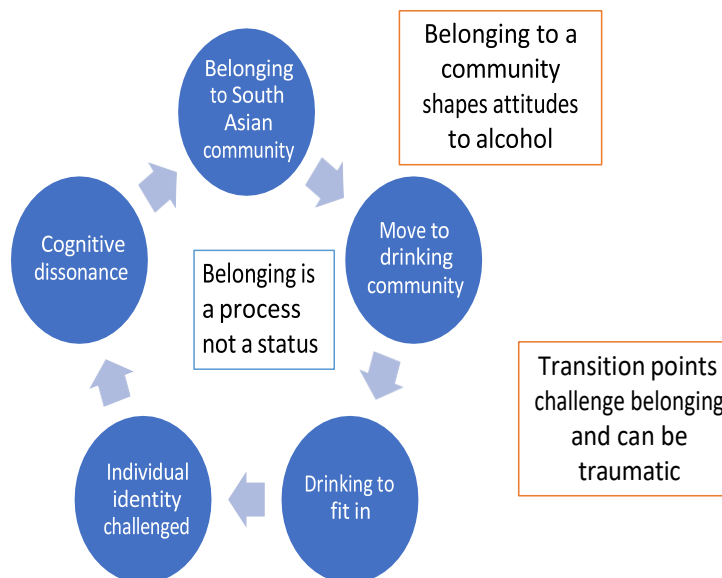 Belonging
to South
Asian
community
Belonging to a
community
shapes attitudes
to alcohol
Move to
drinking
community
Cognitive
dissonance
Belonging is
a process
not a status
Transition points
challenge belonging
and can be
traumatic
Drinking to
fit in
Individual
identity
challenged